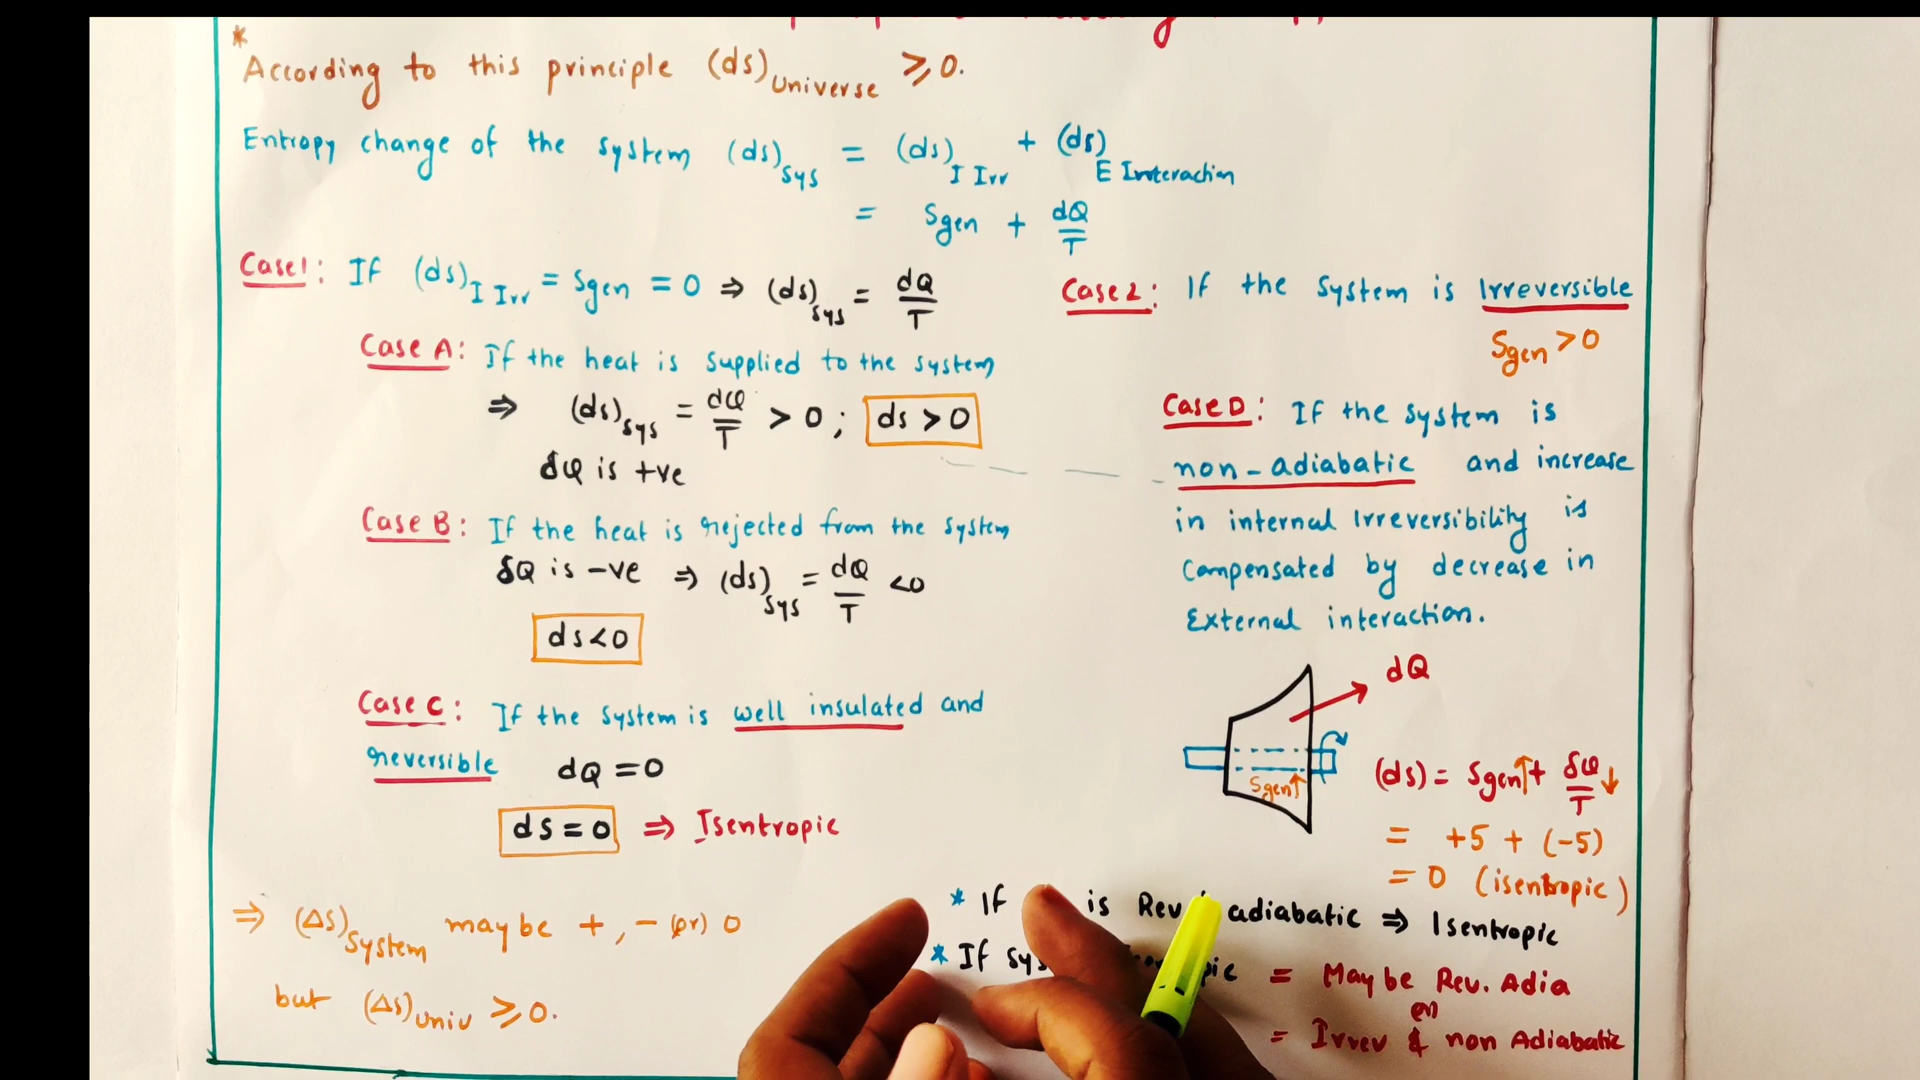 *
According to this principle (ds)Universe ⩾ 0.
Entropy change of the system (ds)sys = (ds)I Irr + (ds)E Interaction
= Sgen + dQ/T
Case1: If (ds)I Irr = Sgen = 0 ⇒ (ds)sys = dQ/T
Case A: If the heat is supplied to the system
⇒ (ds)sys = dQ/T > 0 ; ds > 0
δQ is +ve
Case B: If the heat is rejected from the system
δQ is -ve ⇒ (ds)sys = dQ/T <0
ds<0
Case C: If the system is well insulated and
reversible dQ = 0
ds = 0 ⇒ Isentropic
⇒ (Δs)system may be +, - (or) 0
but (Δs)univ ⩾ 0.
Case 2: If the system is Irreversible
Sgen > 0
Case D: If the system is
non-adiabatic and increase
in internal Irreversibility is
compensated by decrease in
External interaction.
dQ
Sgen↑
(ds) = Sgen↑ + δQ/T ↓
= +5 + (-5)
= 0 (isentropic)
* If is Rev adiabatic ⇒ Isentropic
* If sys = May be Rev. Adia
(or)
= Irrev & non Adiabatic